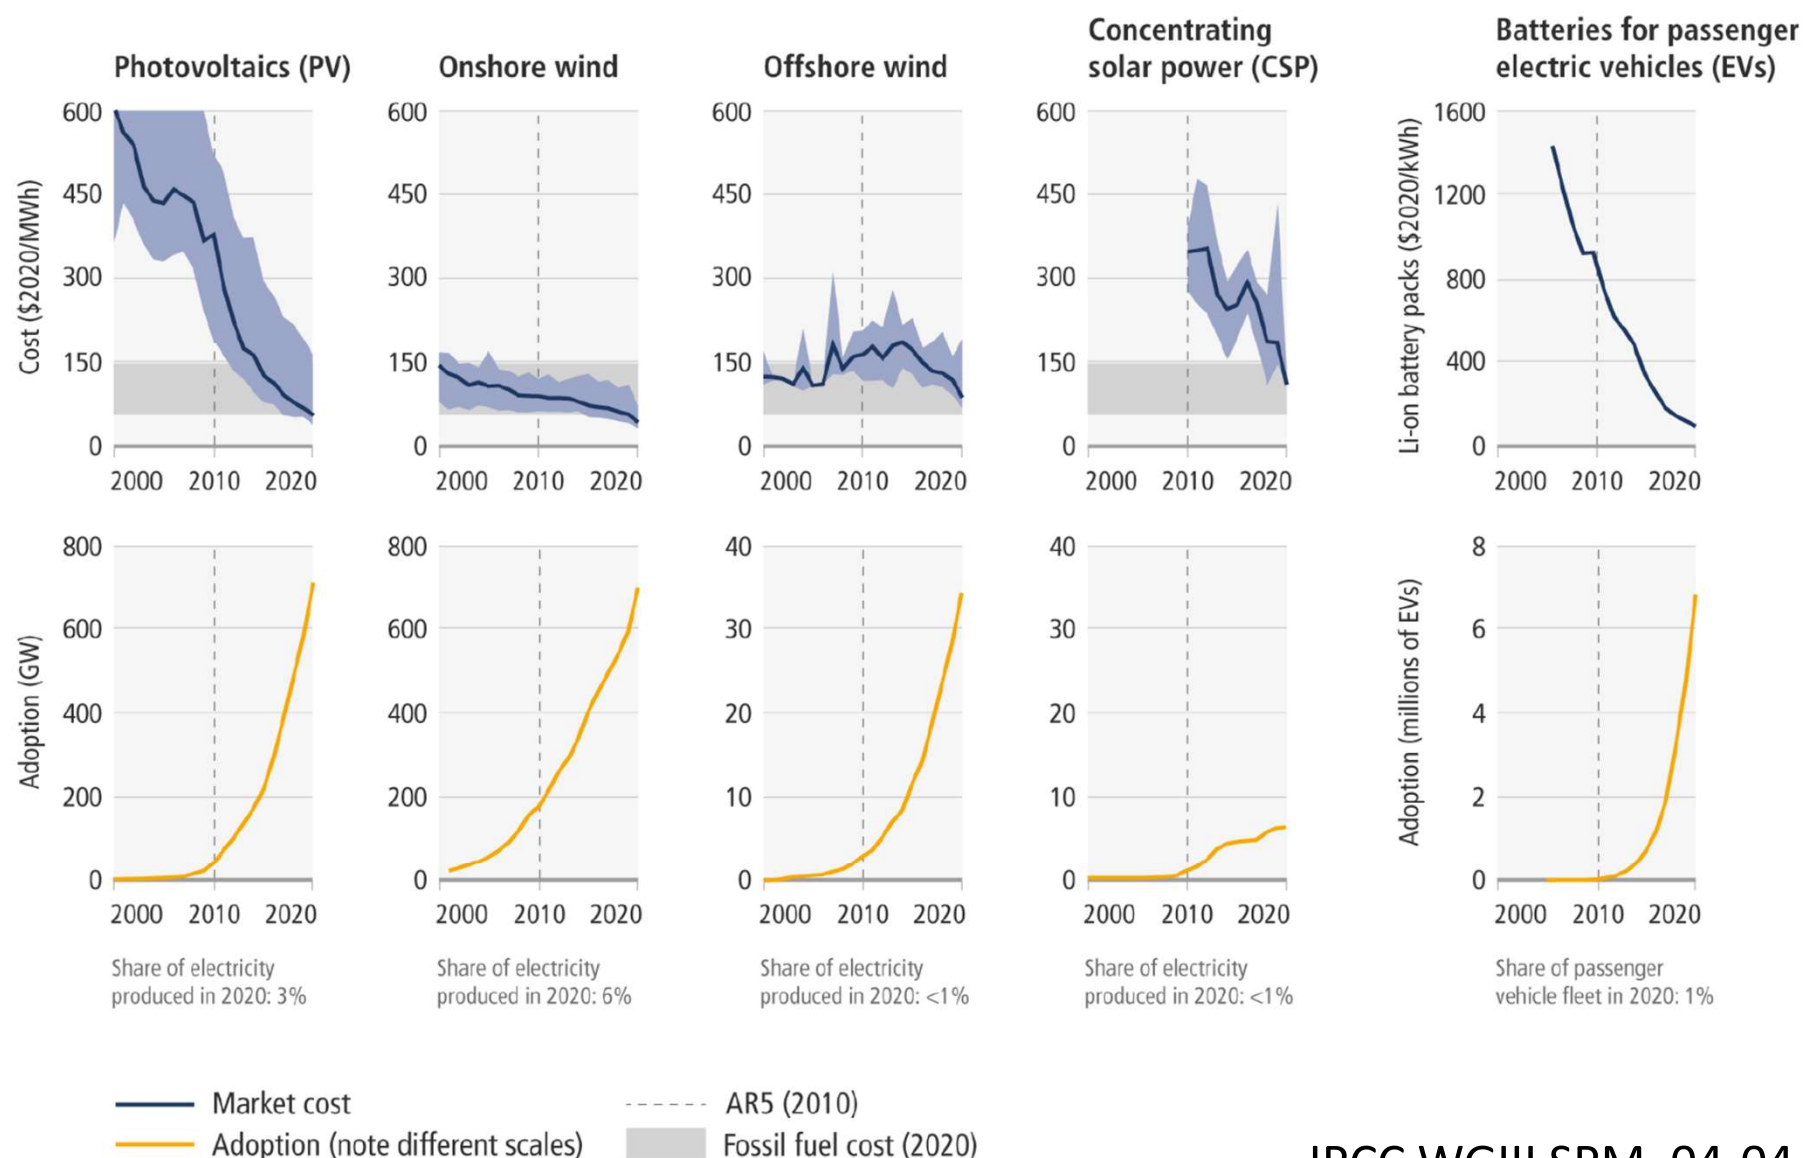 Photovoltaics (PV)
Onshore wind
Offshore wind
Concentrating
solar power (CSP)
Batteries for passenger
electric vehicles (EVs)
Cost ($2020/MWh)
600
450
300
150
0
2000 2010 2020
600
450
300
150
0
2000 2010 2020
600
450
300
150
0
2000 2010 2020
600
450
300
150
0
2000 2010 2020
Li-on battery packs ($2020/kWh)
1600
1200
800
400
0
2000 2010 2020
Adoption (GW)
800
600
400
200
0
2000 2010 2020
800
600
400
200
0
2000 2010 2020
40
30
20
10
0
2000 2010 2020
40
30
20
10
0
2000 2010 2020
Adoption (millions of EVs)
8
6
4
2
0
2000 2010 2020
Share of electricity
produced in 2020: 3%
Share of electricity
produced in 2020: 6%
Share of electricity
produced in 2020: <1%
Share of electricity
produced in 2020: <1%
Share of passenger
vehicle fleet in 2020: 1%
Market cost
AR5 (2010)
Adoption (note different scales)
Fossil fuel cost (2020)
IPCC WGIII SPM